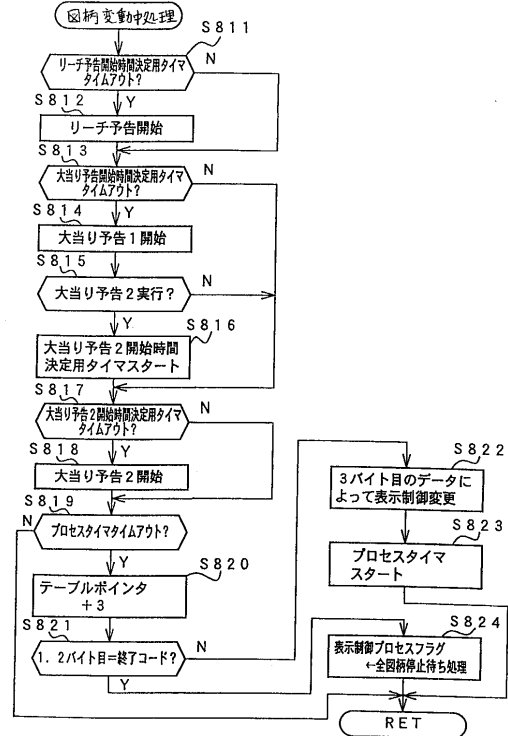 図柄変動中処理
S811
リーチ予告開始時間決定用タイマ
タイムアウト?
N
Y
S812
リーチ予告開始
S813
大当り予告開始時間決定用タイマ
タイムアウト?
N
Y
S814
大当り予告1開始
S815
大当り予告2実行?
N
Y
S816
大当り予告2開始時間
決定用タイマスタート
S817
大当り予告2開始時間決定用タイマ
タイムアウト?
N
Y
S818
大当り予告2開始
S819
N
プロセスタイマタイムアウト?
Y
S820
テーブルポインタ
+3
S821
1.2バイト目=終了コード?
N
Y
S822
3バイト目のデータに
よって表示制御変更
S823
プロセスタイマ
スタート
S824
表示制御プロセスフラグ
←全図柄停止待ち処理
RET